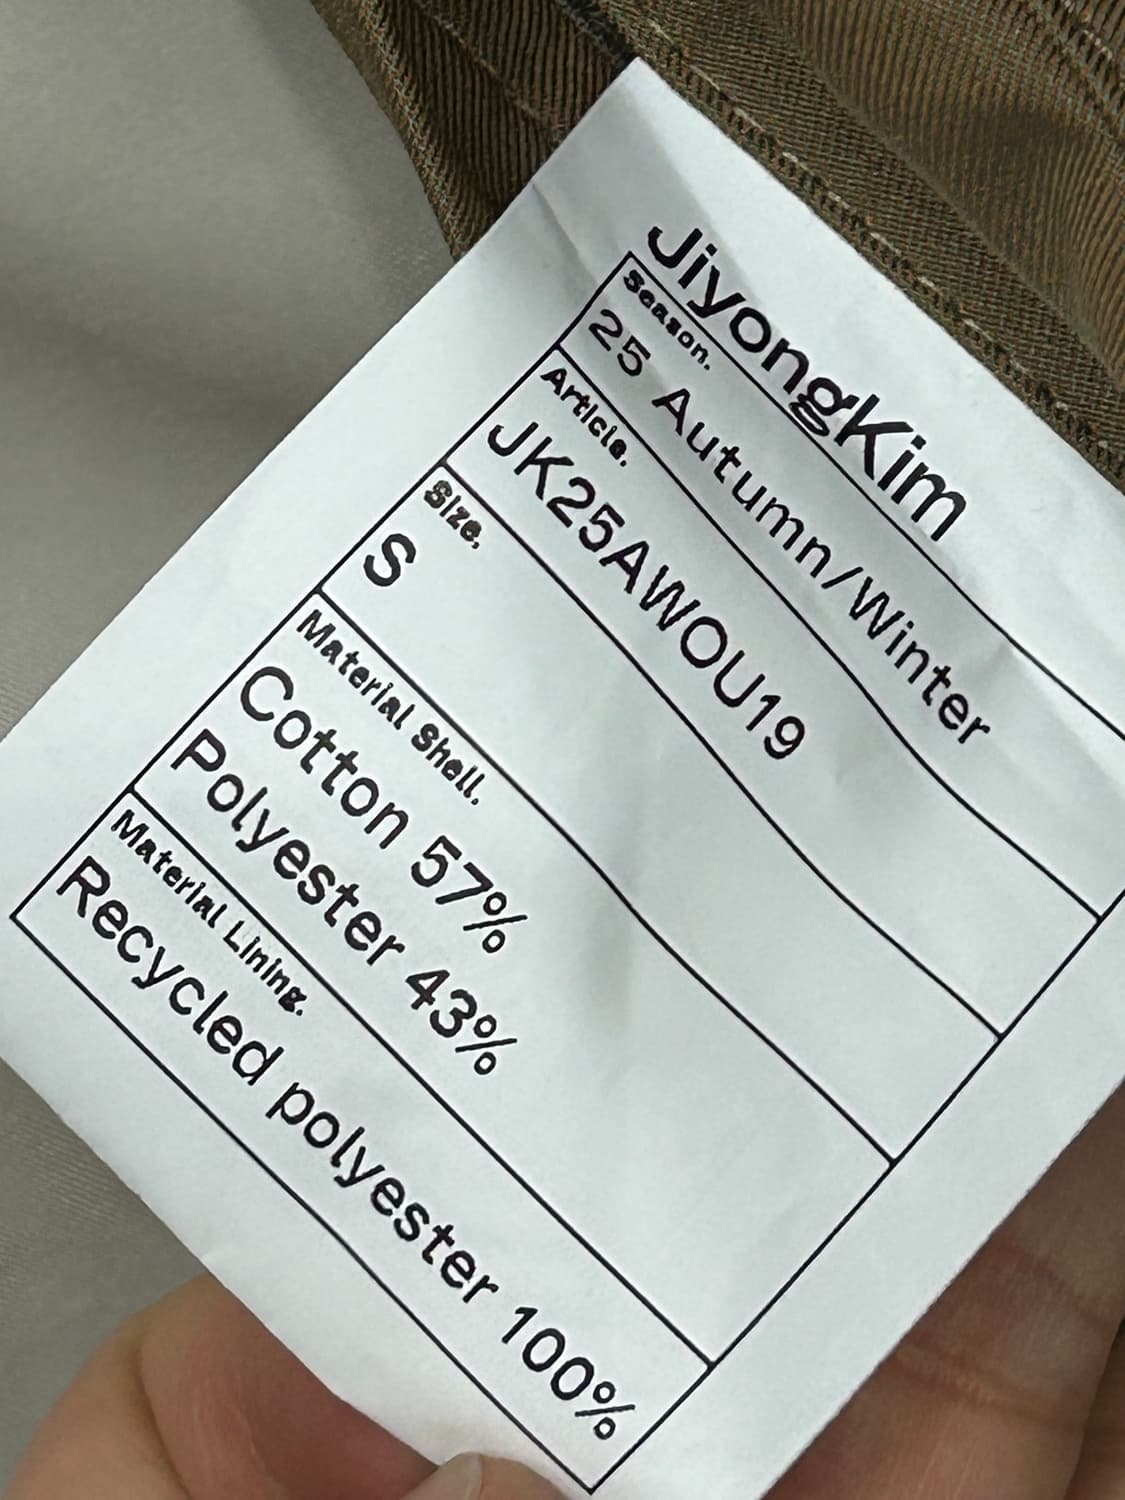 JiyongKim
Season.
25 Autumn/Winter
Article.
JK25AWOU19
Size.
S
Material Shell.
Cotton 57%
Polyester 43%
Material Lining.
Recycled polyester 100%